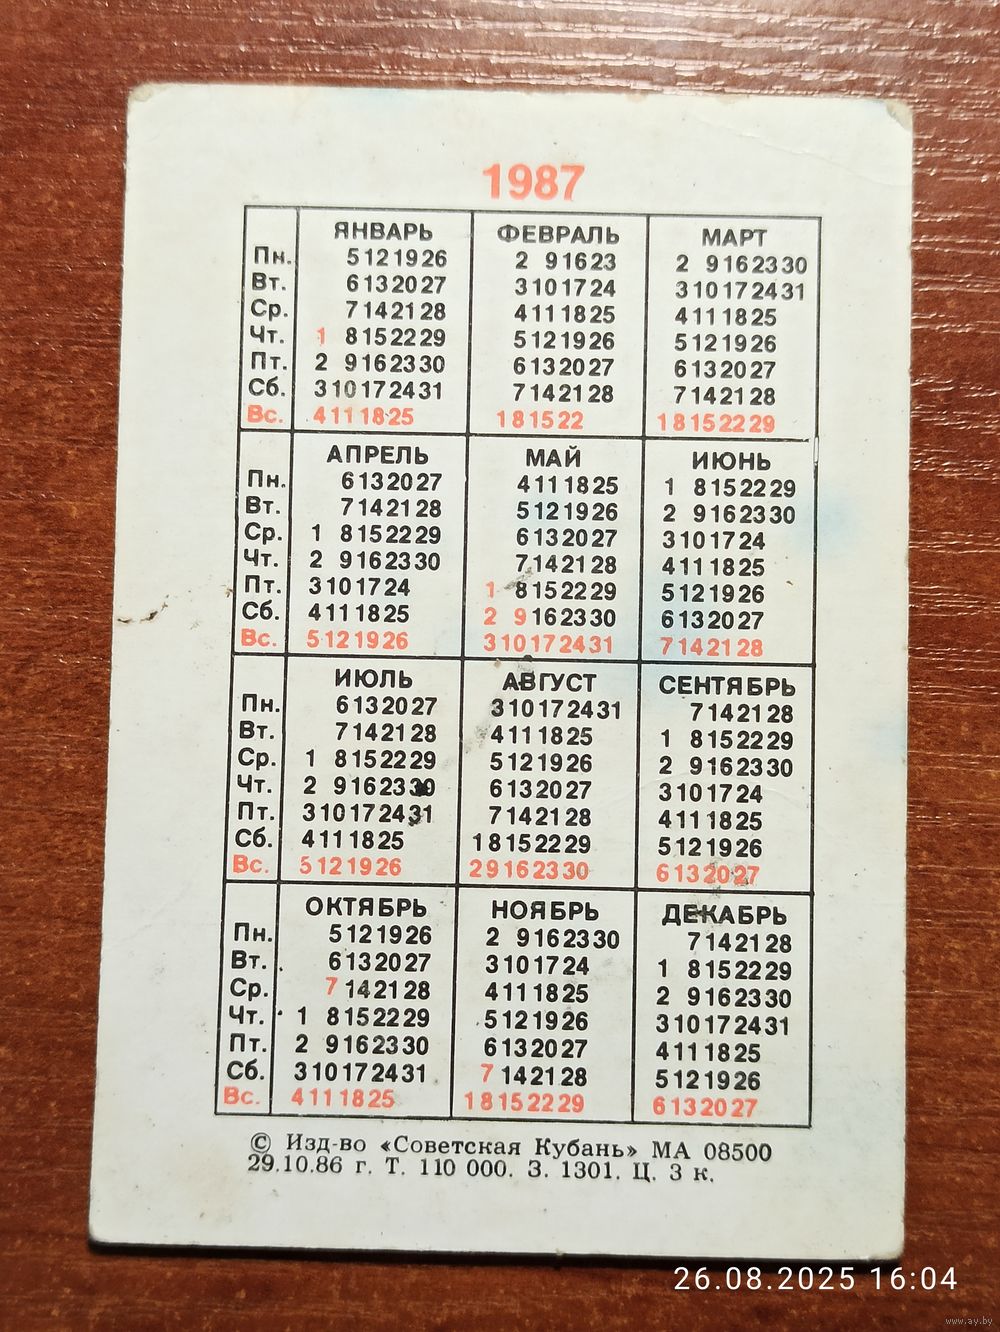 1987
ЯНВАРЬ ФЕВРАЛЬ МАРТ
Пн. 5 12 19 26 2 9 16 23 2 9 16 23 30
Вт. 6 13 20 27 3 10 17 24 3 10 17 24 31
Ср. 7 14 21 28 4 11 18 25 4 11 18 25
Чт. 1 8 15 22 29 5 12 19 26 5 12 19 26
Пт. 2 9 16 23 30 6 13 20 27 6 13 20 27
Сб. 3 10 17 24 31 7 14 21 28 7 14 21 28
Вс. 4 11 18 25 1 8 15 22 1 8 15 22 29
АПРЕЛЬ МАЙ ИЮНЬ
Пн. 6 13 20 27 4 11 18 25 1 8 15 22 29
Вт. 7 14 21 28 5 12 19 26 2 9 16 23 30
Ср. 1 8 15 22 29 6 13 20 27 3 10 17 24
Чт. 2 9 16 23 30 7 14 21 28 4 11 18 25
Пт. 3 10 17 24 1 8 15 22 29 5 12 19 26
Сб. 4 11 18 25 2 9 16 23 30 6 13 20 27
Вс. 5 12 19 26 3 10 17 24 31 7 14 21 28
ИЮЛЬ АВГУСТ СЕНТЯБРЬ
Пн. 6 13 20 27 3 10 17 24 31 7 14 21 28
Вт. 7 14 21 28 4 11 18 25 1 8 15 22 29
Ср. 1 8 15 22 29 5 12 19 26 2 9 16 23 30
Чт. 2 9 16 23 30 6 13 20 27 3 10 17 24
Пт. 3 10 17 24 31 7 14 21 28 4 11 18 25
Сб. 4 11 18 25 1 8 15 22 29 5 12 19 26
Вс. 5 12 19 26 2 9 16 23 30 6 13 20 27
ОКТЯБРЬ НОЯБРЬ ДЕКАБРЬ
Пн. 5 12 19 26 2 9 16 23 30 7 14 21 28
Вт. 6 13 20 27 3 10 17 24 1 8 15 22 29
Ср. 7 14 21 28 4 11 18 25 2 9 16 23 30
Чт. 1 8 15 22 29 5 12 19 26 3 10 17 24 31
Пт. 2 9 16 23 30 6 13 20 27 4 11 18 25
Сб. 3 10 17 24 31 7 14 21 28 5 12 19 26
Вс. 4 11 18 25 1 8 15 22 29 6 13 20 27
© Изд-во «Советская Кубань» МА 08500
29.10.86 г. Т. 110 000. З. 1301. Ц. 3 к.
26.08.2025 16:04
www.ay.by